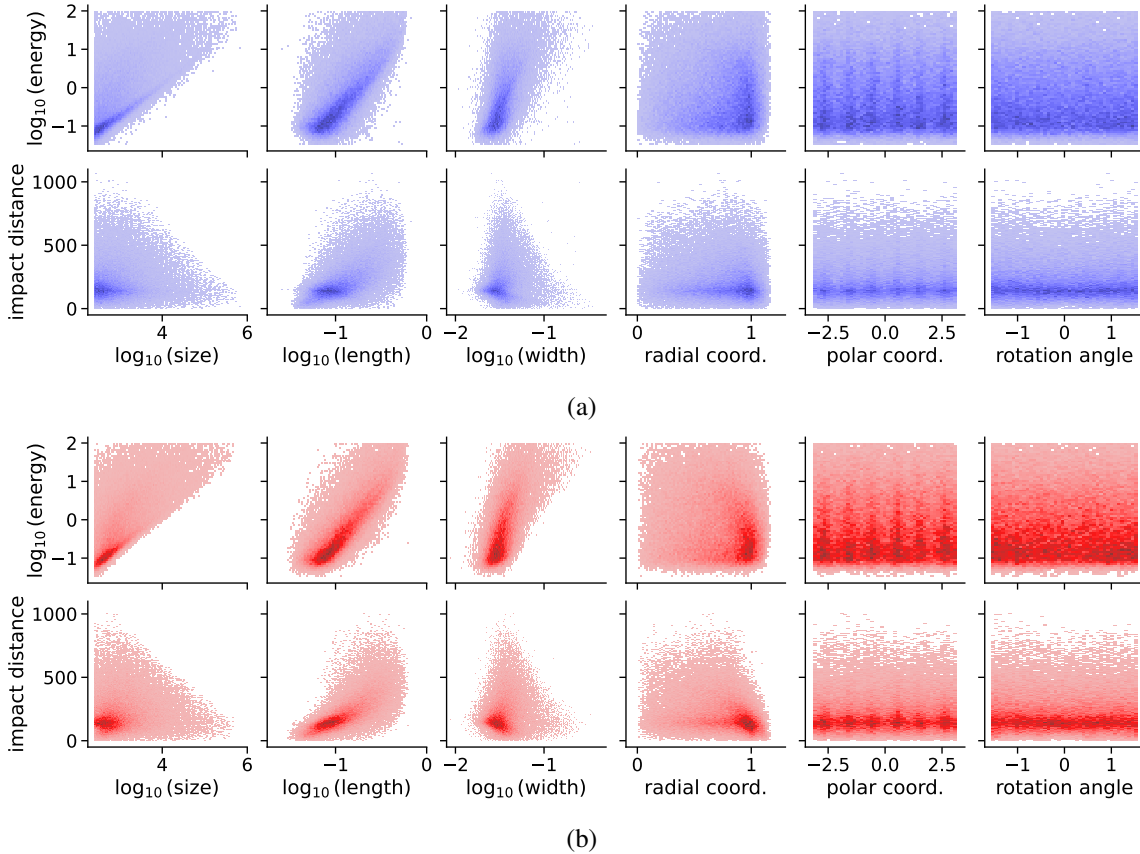 log₁₀ (energy)
2
1
0
−1
impact distance
1000
500
0
4 6
−1 0
−2 −1
0 1
−2.5 0.0 2.5
−1 0 1
log₁₀ (size)
log₁₀ (length)
log₁₀ (width)
radial coord.
polar coord.
rotation angle
(a)
log₁₀ (energy)
2
1
0
−1
impact distance
1000
500
0
4 6
−1 0
−2 −1
0 1
−2.5 0.0 2.5
−1 0 1
log₁₀ (size)
log₁₀ (length)
log₁₀ (width)
radial coord.
polar coord.
rotation angle
(b)